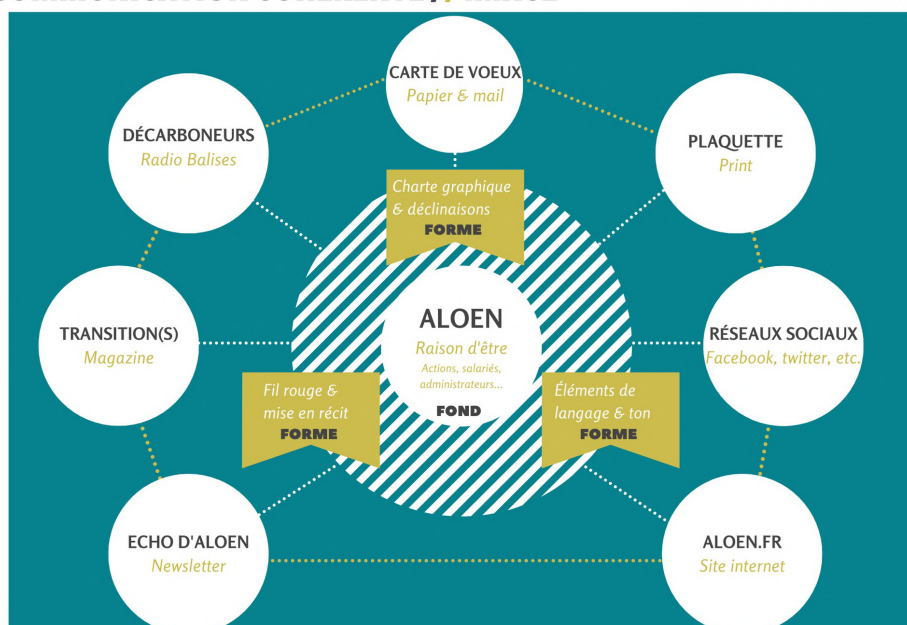 CARTE DE VOEUX
Papier & mail
DÉCARBONEURS
Radio Balises
PLAQUETTE
Print
Charte graphique
& déclinaisons
FORME
TRANSITION(S)
Magazine
ALOEN
Raison d'être
Actions, salariés,
administrateurs...
FOND
RÉSEAUX SOCIAUX
Facebook, twitter, etc.
Fil rouge &
mise en récit
FORME
Éléments de
langage & ton
FORME
ECHO D'ALOEN
Newsletter
ALOEN.FR
Site internet